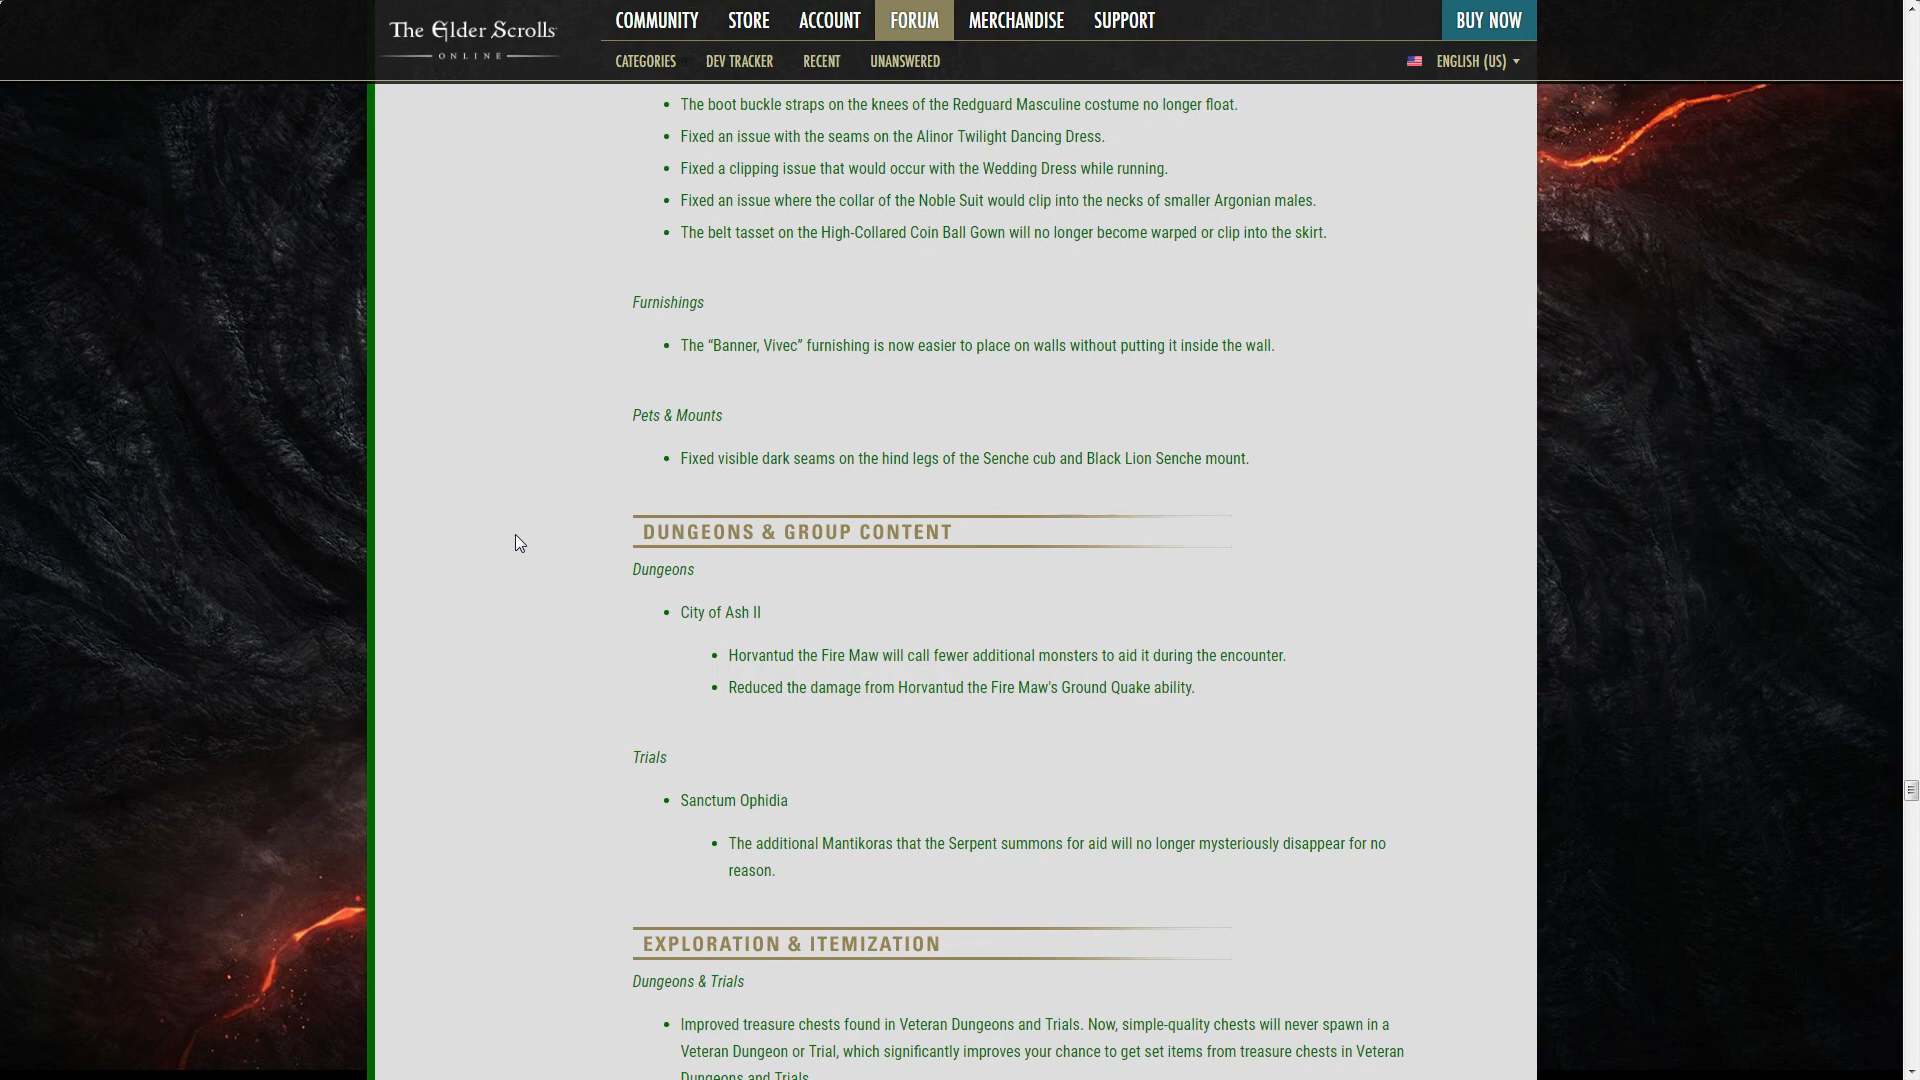 The Elder Scrolls
ONLINE
COMMUNITY STORE ACCOUNT FORUM MERCHANDISE SUPPORT BUY NOW
CATEGORIES DEV TRACKER RECENT UNANSWERED ENGLISH (US)
The boot buckle straps on the knees of the Redguard Masculine costume no longer float.
Fixed an issue with the seams on the Alinor Twilight Dancing Dress.
Fixed a clipping issue that would occur with the Wedding Dress while running.
Fixed an issue where the collar of the Noble Suit would clip into the necks of smaller Argonian males.
The belt tasset on the High-Collared Coin Ball Gown will no longer become warped or clip into the skirt.
Furnishings
The “Banner, Vivec” furnishing is now easier to place on walls without putting it inside the wall.
Pets & Mounts
Fixed visible dark seams on the hind legs of the Senche cub and Black Lion Senche mount.
DUNGEONS & GROUP CONTENT
Dungeons
City of Ash II
Horvantud the Fire Maw will call fewer additional monsters to aid it during the encounter.
Reduced the damage from Horvantud the Fire Maw's Ground Quake ability.
Trials
Sanctum Ophidia
The additional Mantikoras that the Serpent summons for aid will no longer mysteriously disappear for no
reason.
EXPLORATION & ITEMIZATION
Dungeons & Trials
Improved treasure chests found in Veteran Dungeons and Trials. Now, simple-quality chests will never spawn in a
Veteran Dungeon or Trial, which significantly improves your chance to get set items from treasure chests in Veteran
Dungeons and Trials.